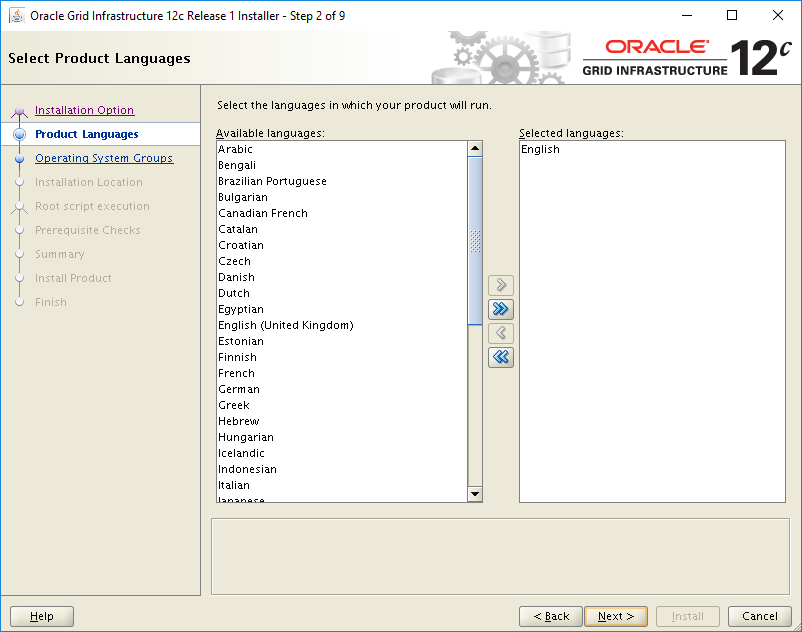 Oracle Grid Infrastructure 12c Release 1 Installer - Step 2 of 9
Select Product Languages
ORACLE®
GRID INFRASTRUCTURE
12c
Installation Option
Product Languages
Operating System Groups
Installation Location
Root script execution
Prerequisite Checks
Summary
Install Product
Finish
Select the languages in which your product will run.
Available languages:
Arabic
Bengali
Brazilian Portuguese
Bulgarian
Canadian French
Catalan
Croatian
Czech
Danish
Dutch
Egyptian
English (United Kingdom)
Estonian
Finnish
French
German
Greek
Hebrew
Hungarian
Icelandic
Indonesian
Italian
Japanese
Selected languages:
English
Help
< Back
Next >
Install
Cancel